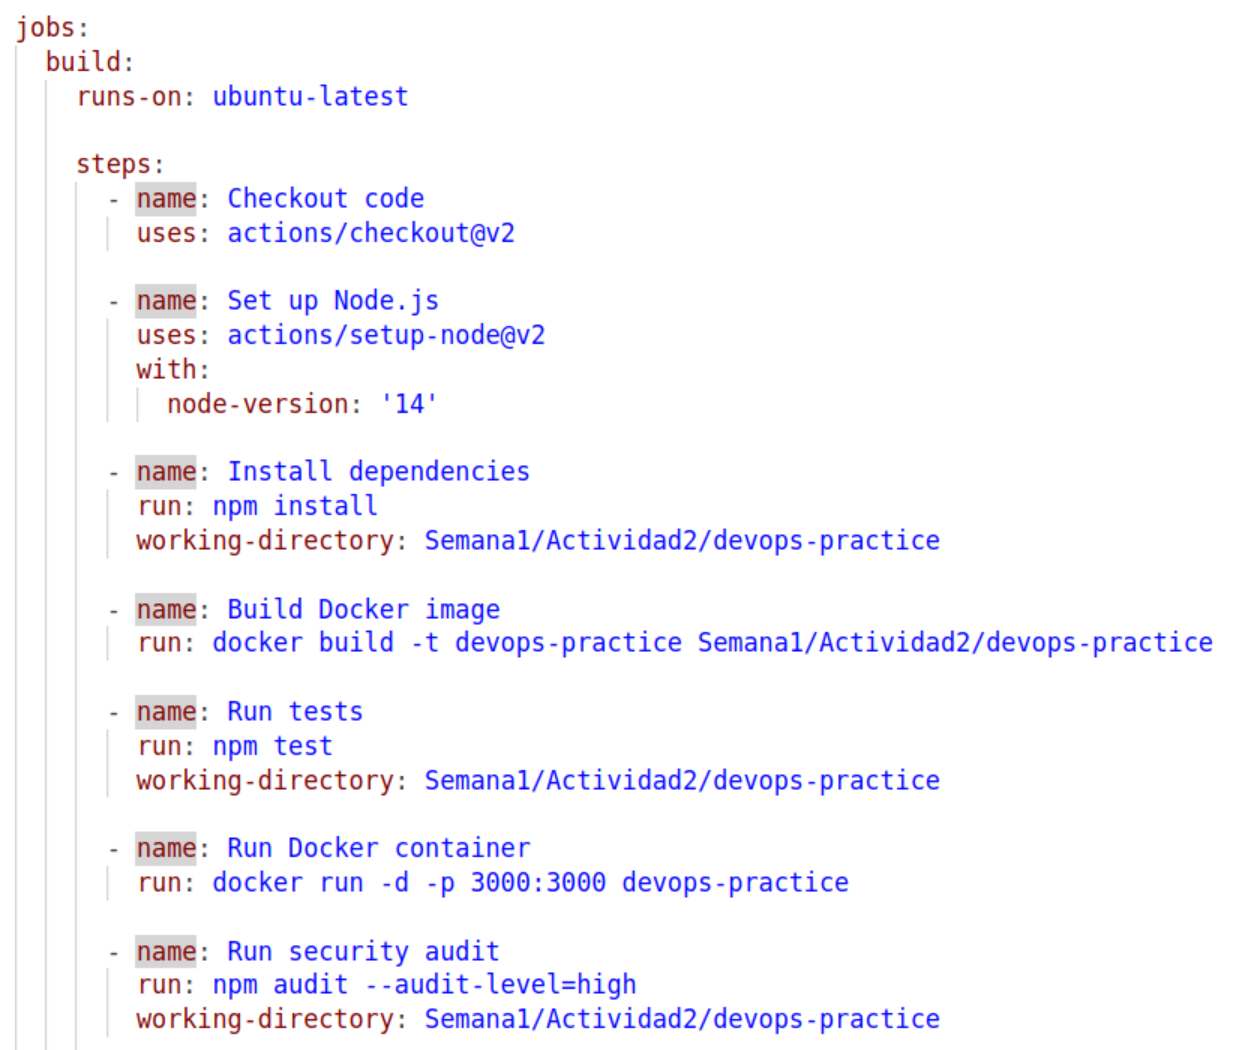 jobs:
  build:
    runs-on: ubuntu-latest

    steps:
      - name: Checkout code
        uses: actions/checkout@v2

      - name: Set up Node.js
        uses: actions/setup-node@v2
        with:
          node-version: '14'

      - name: Install dependencies
        run: npm install
        working-directory: Semana1/Actividad2/devops-practice

      - name: Build Docker image
        run: docker build -t devops-practice Semana1/Actividad2/devops-practice

      - name: Run tests
        run: npm test
        working-directory: Semana1/Actividad2/devops-practice

      - name: Run Docker container
        run: docker run -d -p 3000:3000 devops-practice

      - name: Run security audit
        run: npm audit --audit-level=high
        working-directory: Semana1/Actividad2/devops-practice